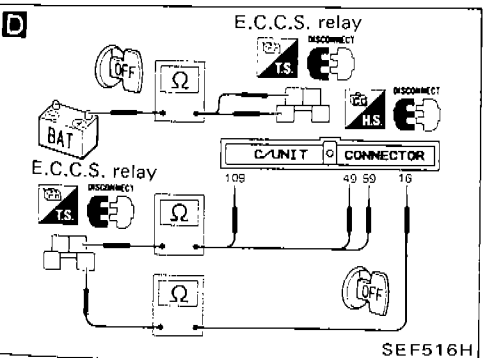 D
E.C.C.S. relay
DISCONNECT
T.S.
OFF
Ω
DISCONNECT
H.S.
BAT
C/UNIT CONNECTOR
E.C.C.S. relay
109 49 59 16
DISCONNECT
T.S.
Ω
Ω
OFF
SEF516H